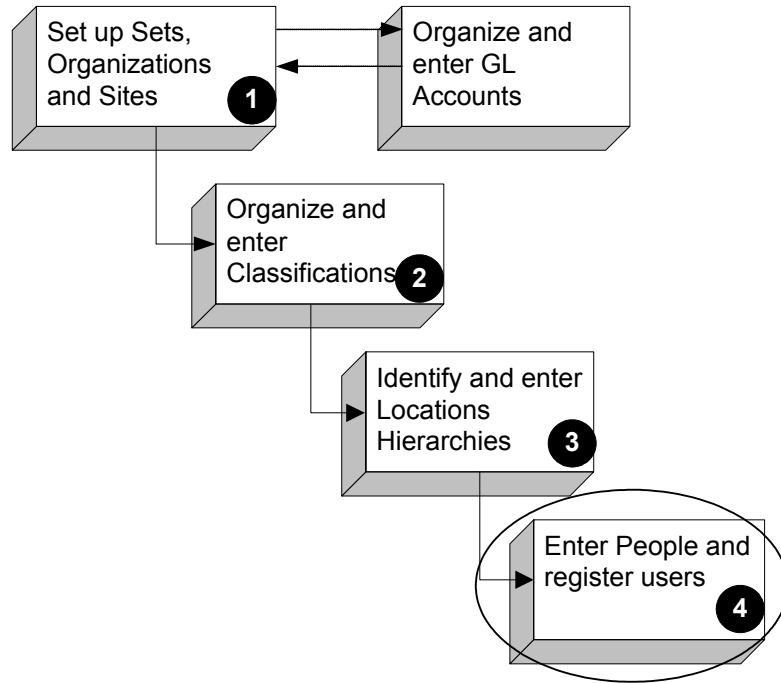 Set up Sets,
Organizations
and Sites
1
Organize and
enter GL
Accounts
Organize and
enter
Classifications
2
Identify and enter
Locations
Hierarchies
3
Enter People and
register users
4